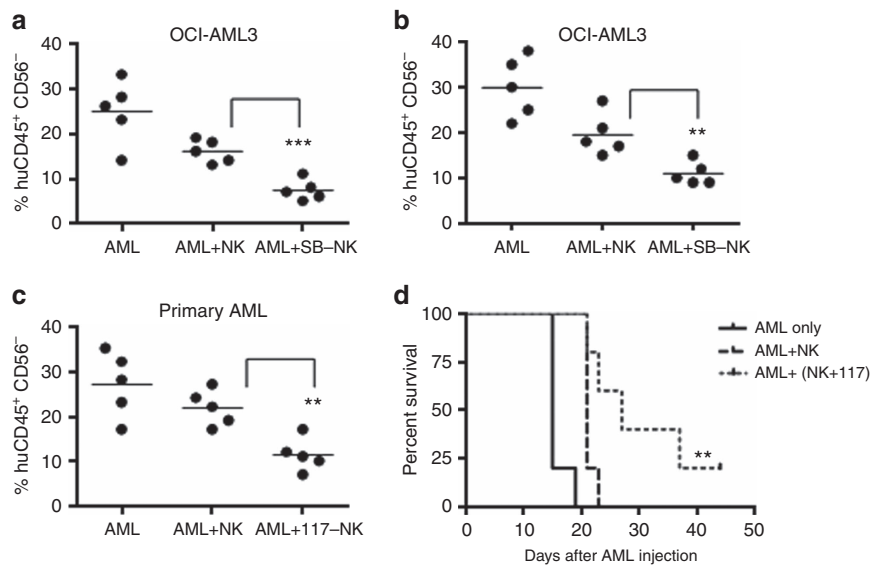 a
OCI-AML3
% huCD45⁺ CD56⁻
40
30
20
10
0
***
AML
AML+NK
AML+SB–NK
b
OCI-AML3
% huCD45⁺ CD56⁻
40
30
20
10
0
**
AML
AML+NK
AML+SB–NK
c
Primary AML
% huCD45⁺ CD56⁻
40
30
20
10
0
**
AML
AML+NK
AML+117–NK
d
Percent survival
100
75
50
25
0
0
10
20
30
40
50
Days after AML injection
AML only
AML+NK
AML+ (NK+117)
**